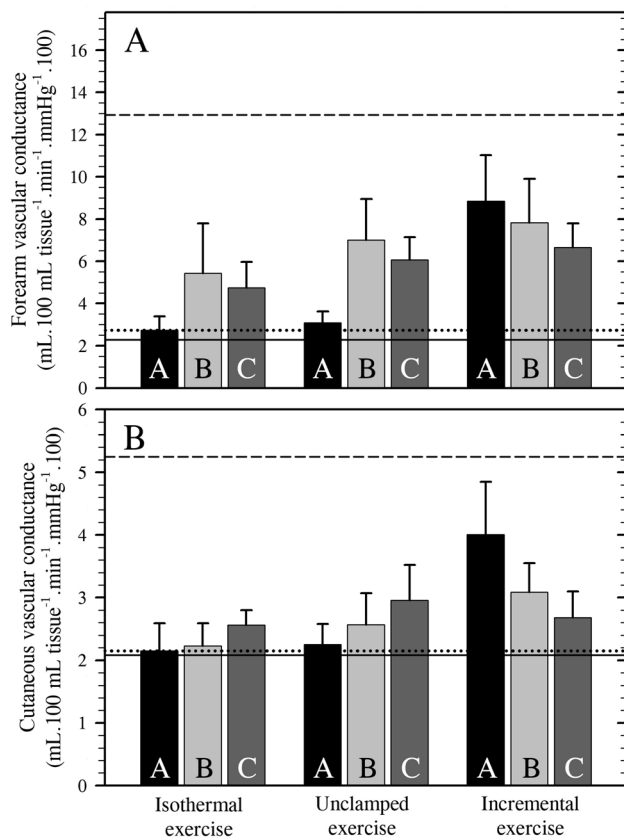 A
Forearm vascular conductance
(mL.100 mL tissue⁻¹.min⁻¹.mmHg⁻¹.100)
16
14
12
10
8
6
4
2
0
A B C A B C A B C
B
Cutaneous vascular conductance
(mL.100 mL tissue⁻¹.min⁻¹.mmHg⁻¹.100)
6
5
4
3
2
1
0
A B C A B C A B C
Isothermal exercise
Unclamped exercise
Incremental exercise